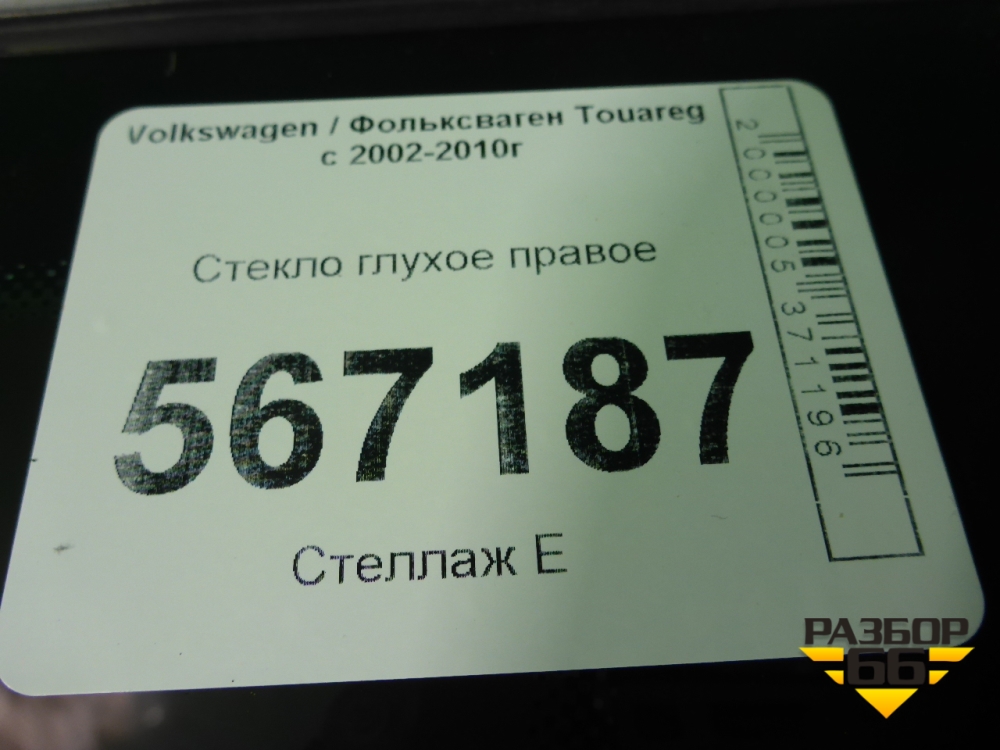 Volkswagen / Фольксваген Touareg
с 2002-2010г
Стекло глухое правое
567187
Стеллаж Е
2000005371196
РАЗБОР
66